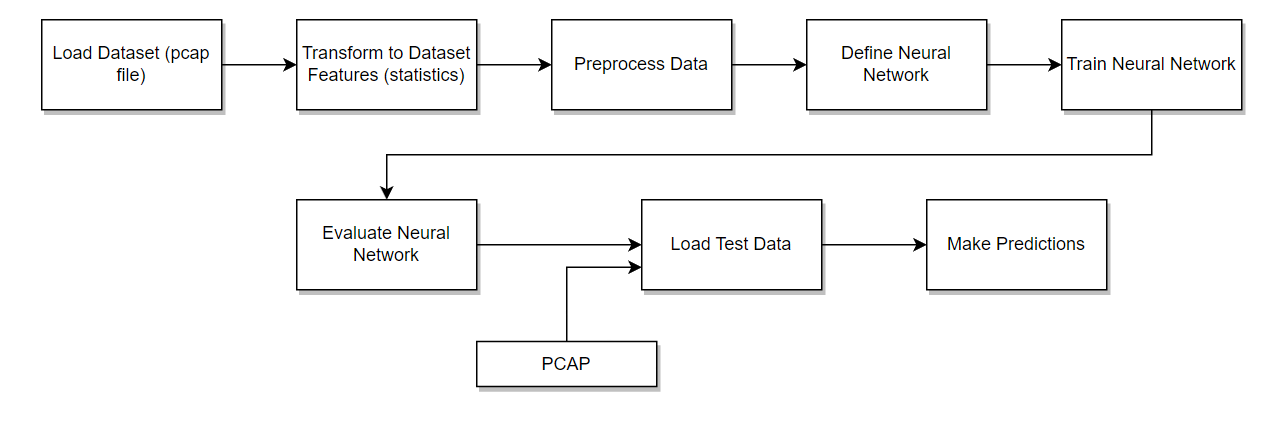 Load Dataset (pcap
file)
Transform to Dataset
Features (statistics)
Preprocess Data
Define Neural
Network
Train Neural Network
Evaluate Neural
Network
Load Test Data
Make Predictions
PCAP